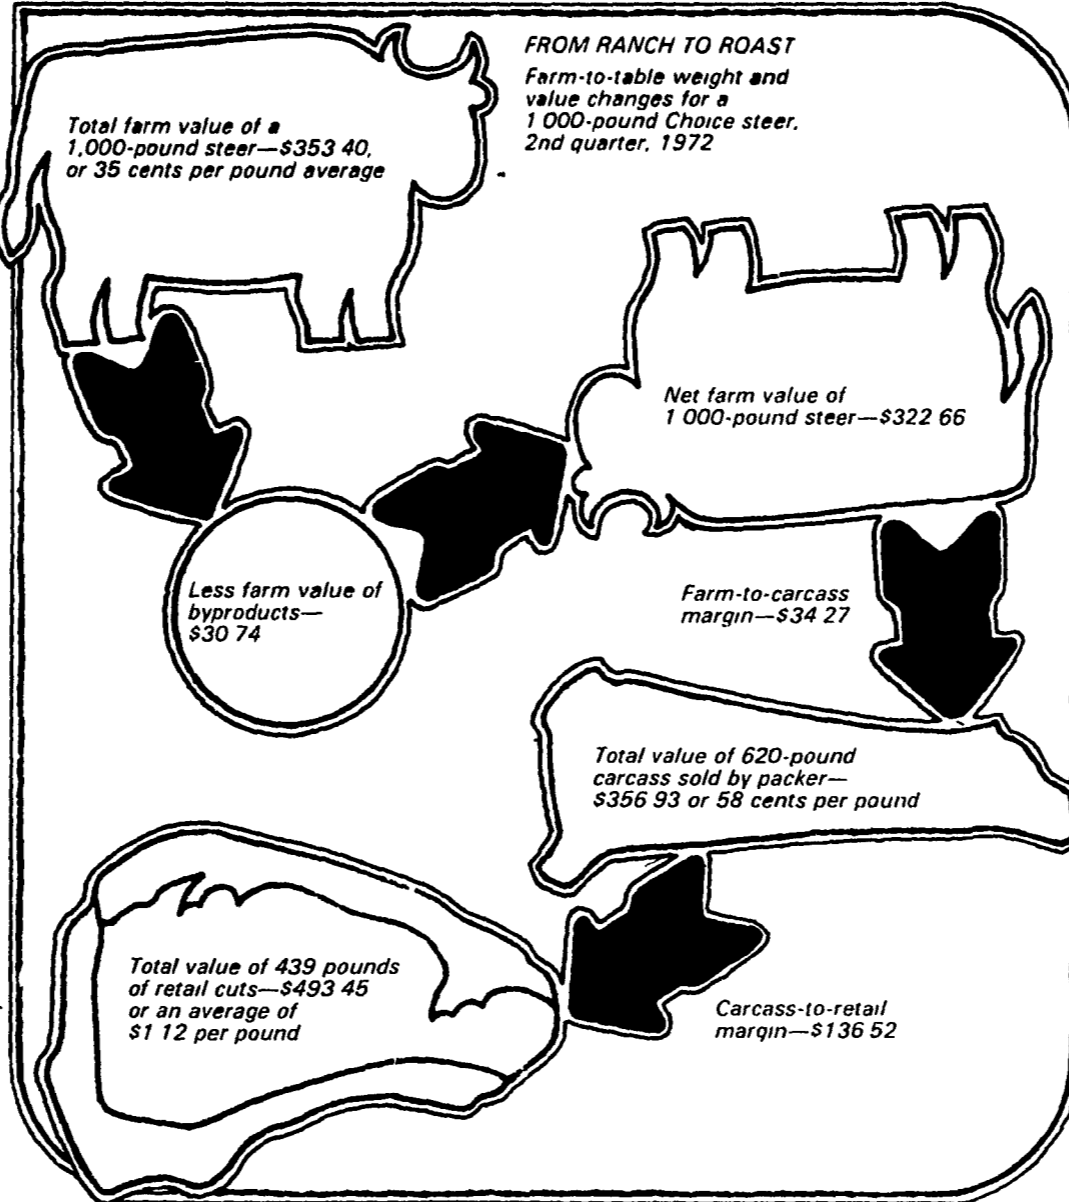 FROM RANCH TO ROAST
Farm-to-table weight and
value changes for a
1 000-pound Choice steer,
2nd quarter, 1972
Total farm value of a
1,000-pound steer—$353 40,
or 35 cents per pound average
Less farm value of
byproducts—
$30 74
Net farm value of
1 000-pound steer—$322 66
Farm-to-carcass
margin—$34 27
Total value of 620-pound
carcass sold by packer—
$356 93 or 58 cents per pound
Carcass-to-retail
margin—$136 52
Total value of 439 pounds
of retail cuts—$493 45
or an average of
$1 12 per pound